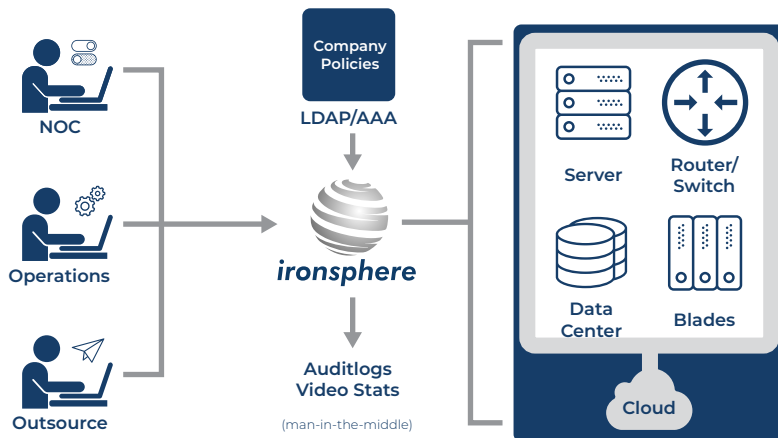 NOC
Operations
Outsource
Company
Policies
LDAP/AAA
ironsphere
Auditlogs
Video Stats
(man-in-the-middle)
Server
Router/
Switch
Data
Center
Blades
Cloud